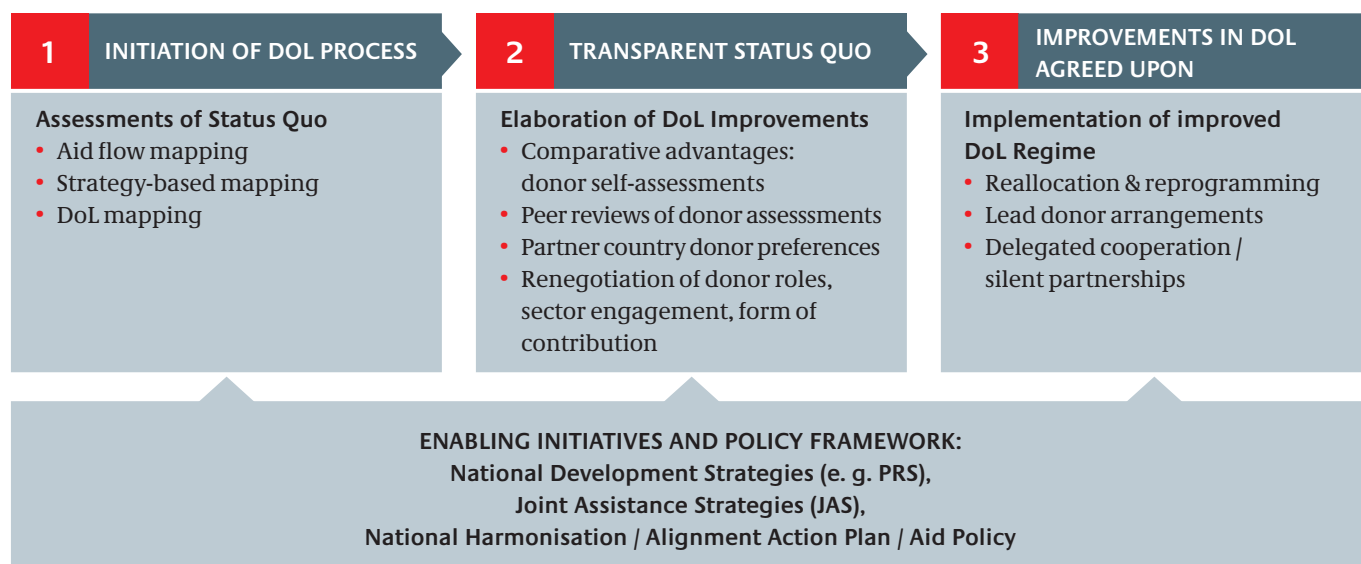 1
INITIATION OF DOL PROCESS
Assessments of Status Quo
• Aid flow mapping
• Strategy-based mapping
• DoL mapping
2
TRANSPARENT STATUS QUO
Elaboration of DoL Improvements
• Comparative advantages:
donor self-assessments
• Peer reviews of donor assesssments
• Partner country donor preferences
• Renegotiation of donor roles,
sector engagement, form of
contribution
3
IMPROVEMENTS IN DOL
AGREED UPON
Implementation of improved
DoL Regime
• Reallocation & reprogramming
• Lead donor arrangements
• Delegated cooperation /
silent partnerships
ENABLING INITIATIVES AND POLICY FRAMEWORK:
National Development Strategies (e. g. PRS),
Joint Assistance Strategies (JAS),
National Harmonisation / Alignment Action Plan / Aid Policy